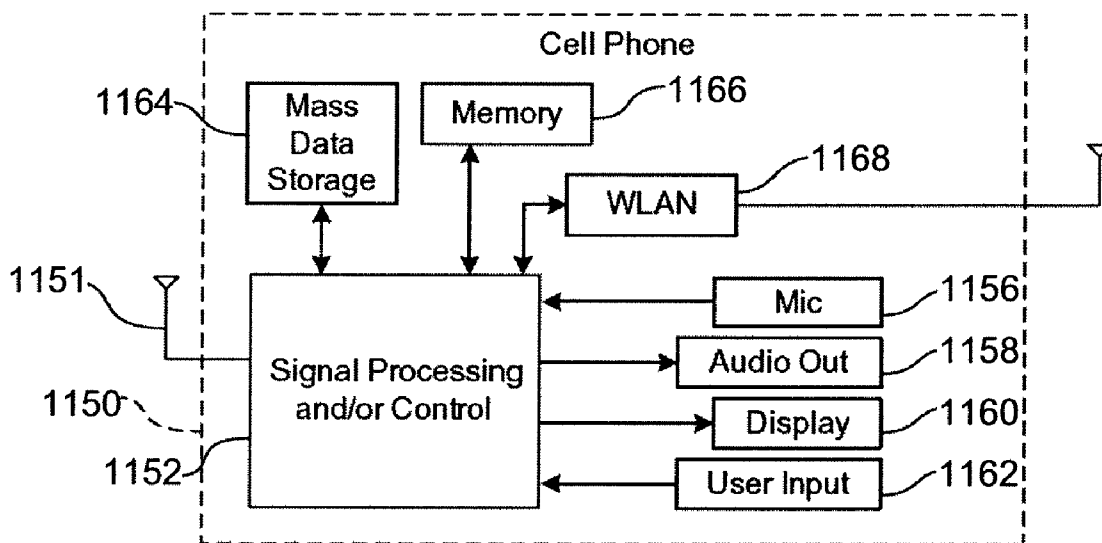 Cell Phone
1164
Mass
Data
Storage
Memory
1166
1168
WLAN
1151
Mic
1156
Signal Processing
and/or Control
Audio Out
1158
1150
Display
1160
1152
User Input
1162